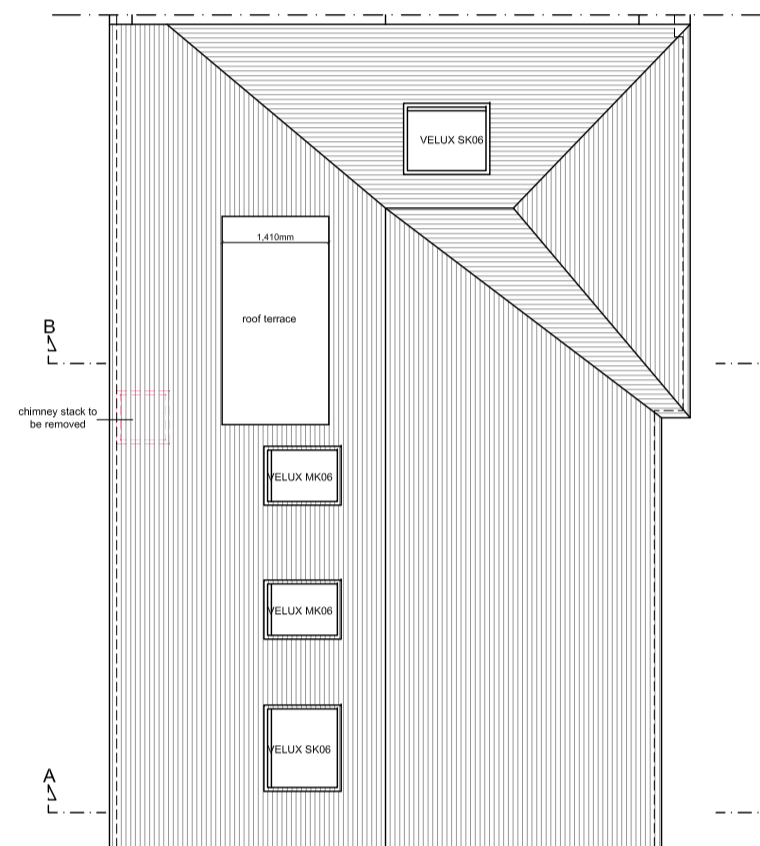 VELUX SK06
1,410mm
roof terrace
B
chimney stack to
be removed
VELUX MK06
VELUX MK06
VELUX SK06
A